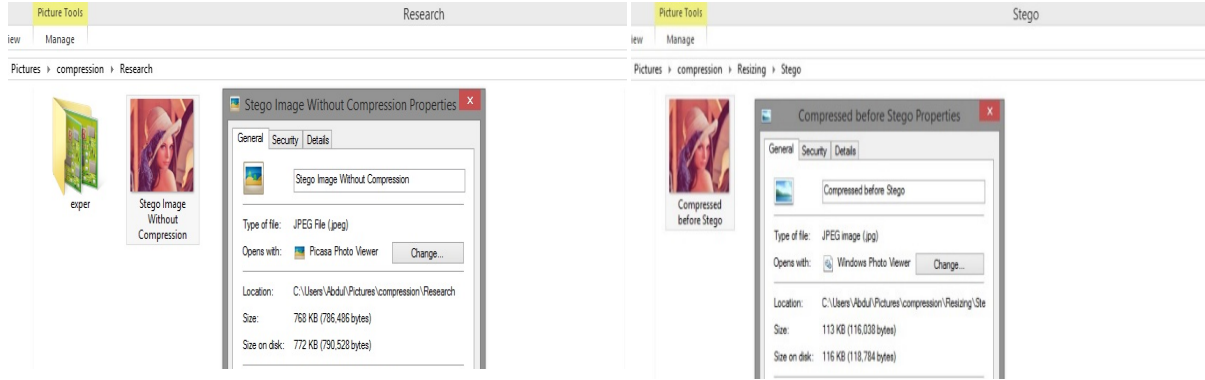 Picture Tools
Research
iew
Manage
Pictures ▸ compression ▸ Research
exper
Stego Image
Without
Compression
Stego Image Without Compression Properties
x
General
Security
Details
Stego Image Without Compression
Type of file: JPEG File (.jpeg)
Opens with: Picasa Photo Viewer
Change...
Location: C:\Users\Abdul\Pictures\compression\Research
Size: 768 KB (786,486 bytes)
Size on disk: 772 KB (790,528 bytes)
Picture Tools
Stego
iew
Manage
Pictures ▸ compression ▸ Resizing ▸ Stego
Compressed
before Stego
Compressed before Stego Properties
x
General
Security
Details
Compressed before Stego
Type of file: JPEG image (.jpg)
Opens with: Windows Photo Viewer
Change...
Location: C:\Users\Abdul\Pictures\compression\Resizing\Ste
Size: 113 KB (116,038 bytes)
Size on disk: 116 KB (118,784 bytes)